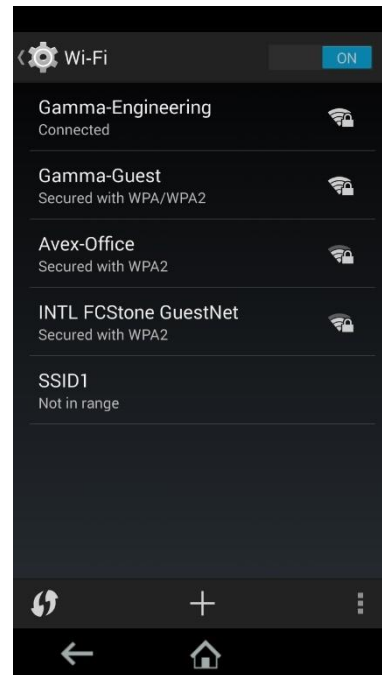 Wi-Fi
ON
Gamma-Engineering
Connected
Gamma-Guest
Secured with WPA/WPA2
Avex-Office
Secured with WPA2
INTL FCStone GuestNet
Secured with WPA2
SSID1
Not in range